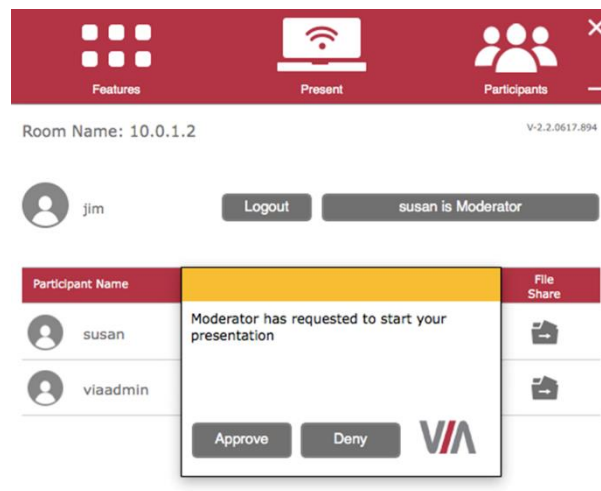 Features Present Participants
Room Name: 10.0.1.2 V-2.2.0617.894
jim Logout susan is Moderator
Participant Name File
Share
Moderator has requested to start your
presentation
susan
viaadmin
Approve Deny VIA